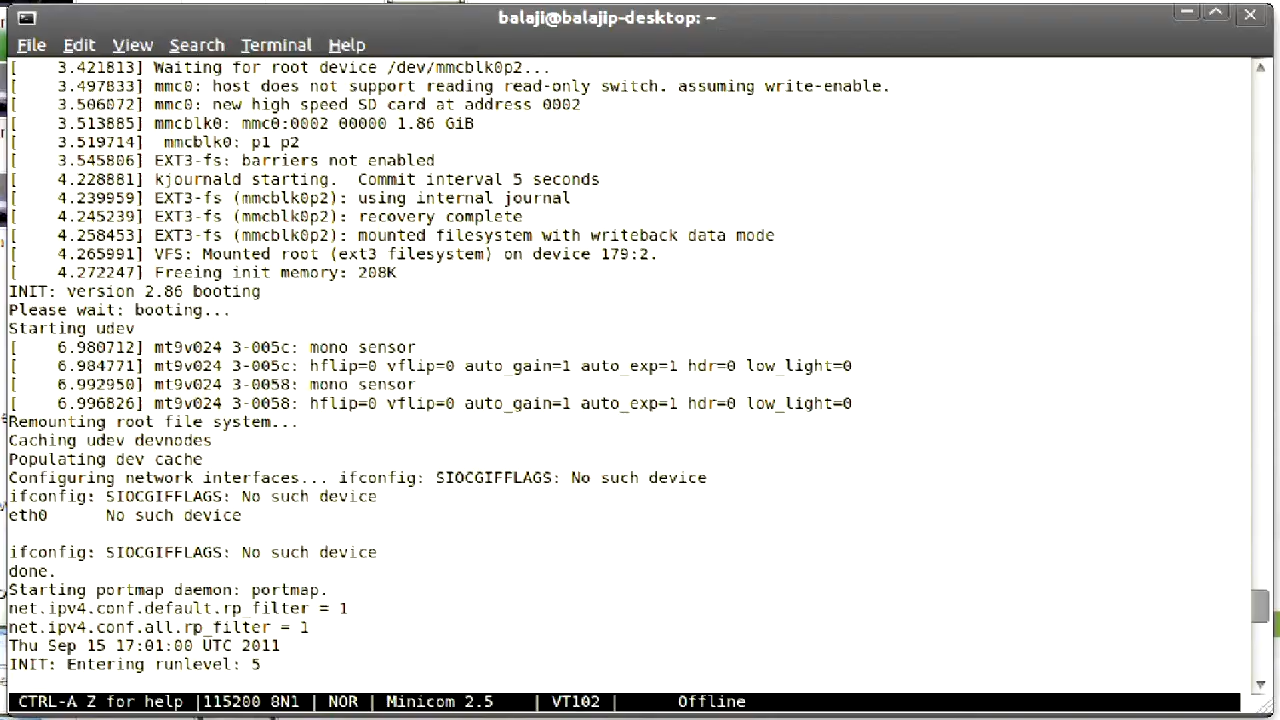 balaji@balajip-desktop: ~
File Edit View Search Terminal Help
[    3.421813] Waiting for root device /dev/mmcblk0p2...
[    3.497833] mmc0: host does not support reading read-only switch. assuming write-enable.
[    3.506072] mmc0: new high speed SD card at address 0002
[    3.513885] mmcblk0: mmc0:0002 00000 1.86 GiB
[    3.519714]  mmcblk0: p1 p2
[    3.545806] EXT3-fs: barriers not enabled
[    4.228881] kjournald starting.  Commit interval 5 seconds
[    4.239959] EXT3-fs (mmcblk0p2): using internal journal
[    4.245239] EXT3-fs (mmcblk0p2): recovery complete
[    4.258453] EXT3-fs (mmcblk0p2): mounted filesystem with writeback data mode
[    4.265991] VFS: Mounted root (ext3 filesystem) on device 179:2.
[    4.272247] Freeing init memory: 208K
INIT: version 2.86 booting
Please wait: booting...
Starting udev
[    6.980712] mt9v024 3-005c: mono sensor
[    6.984771] mt9v024 3-005c: hflip=0 vflip=0 auto_gain=1 auto_exp=1 hdr=0 low_light=0
[    6.992950] mt9v024 3-0058: mono sensor
[    6.996826] mt9v024 3-0058: hflip=0 vflip=0 auto_gain=1 auto_exp=1 hdr=0 low_light=0
Remounting root file system...
Caching udev devnodes
Populating dev cache
Configuring network interfaces... ifconfig: SIOCGIFFLAGS: No such device
ifconfig: SIOCGIFFLAGS: No such device
eth0      No such device
ifconfig: SIOCGIFFLAGS: No such device
done.
Starting portmap daemon: portmap.
net.ipv4.conf.default.rp_filter = 1
net.ipv4.conf.all.rp_filter = 1
Thu Sep 15 17:01:00 UTC 2011
INIT: Entering runlevel: 5
CTRL-A Z for help |115200 8N1 | NOR | Minicom 2.5    | VT102 |      Offline